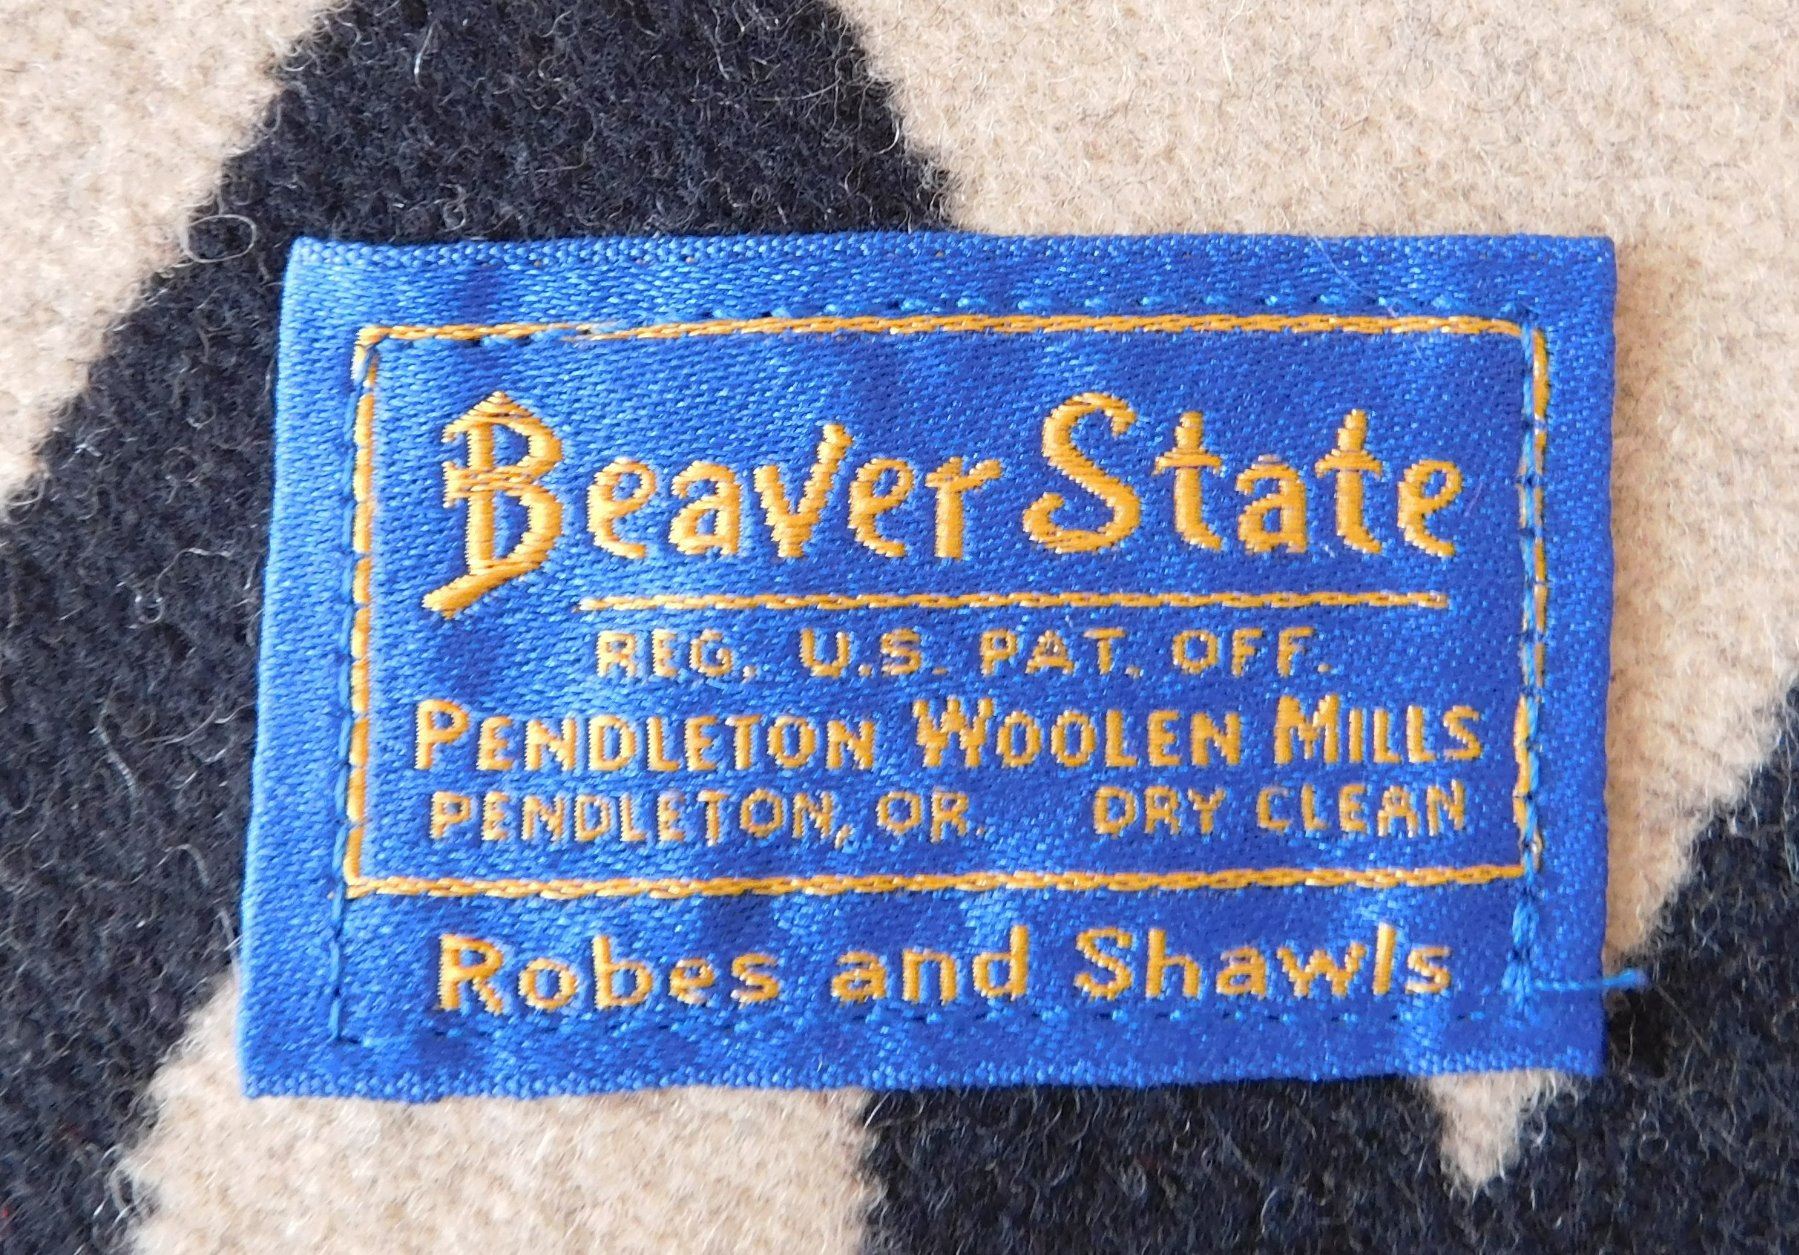 Beaver State
REG. U.S. PAT. OFF.
PENDLETON WOOLEN MILLS
PENDLETON, OR. DRY CLEAN
Robes and Shawls